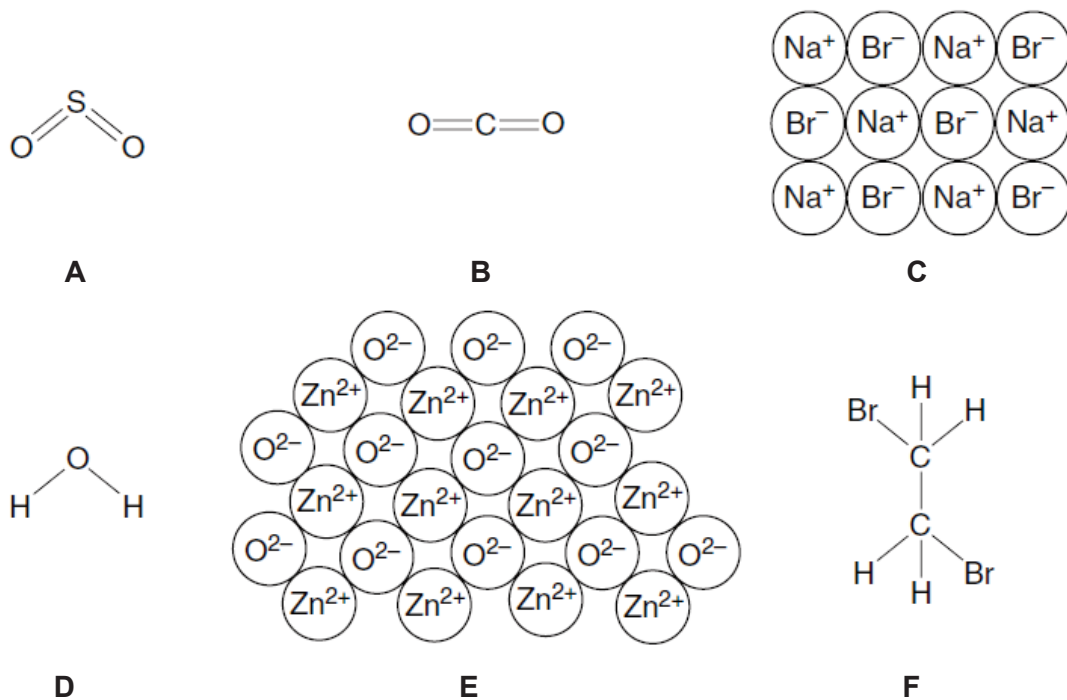 S
O O
O C O
Na⁺ Br⁻ Na⁺ Br⁻
Br⁻ Na⁺ Br⁻ Na⁺
Na⁺ Br⁻ Na⁺ Br⁻
A B C
O
H H
O²⁻ O²⁻ O²⁻
Zn²⁺ Zn²⁺ Zn²⁺ Zn²⁺
O²⁻ O²⁻ O²⁻ O²⁻
Zn²⁺ Zn²⁺ Zn²⁺ Zn²⁺
O²⁻ O²⁻ O²⁻ O²⁻ O²⁻
Zn²⁺ Zn²⁺ Zn²⁺ Zn²⁺
H
Br H
C
C
H Br
H
D E F